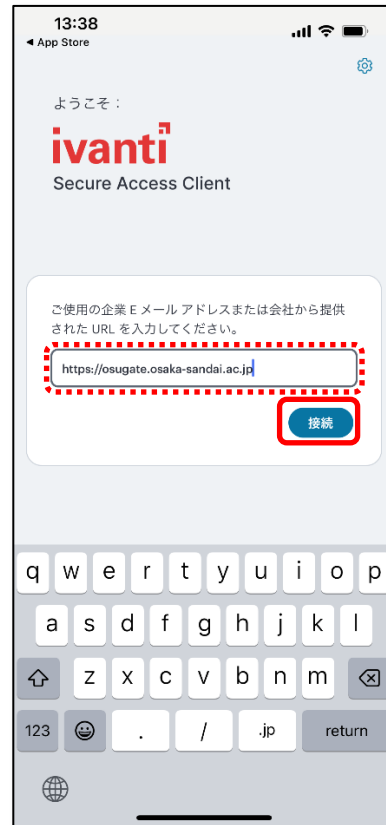 13:38
◀ App Store
ようこそ：
ivanti
Secure Access Client
ご使用の企業 E メール アドレスまたは会社から提供
された URL を入力してください。
https://osugate.osaka-sandai.ac.jp
接続
q w e r t y u i o p
a s d f g h j k l
z x c v b n m
123 . / .jp return